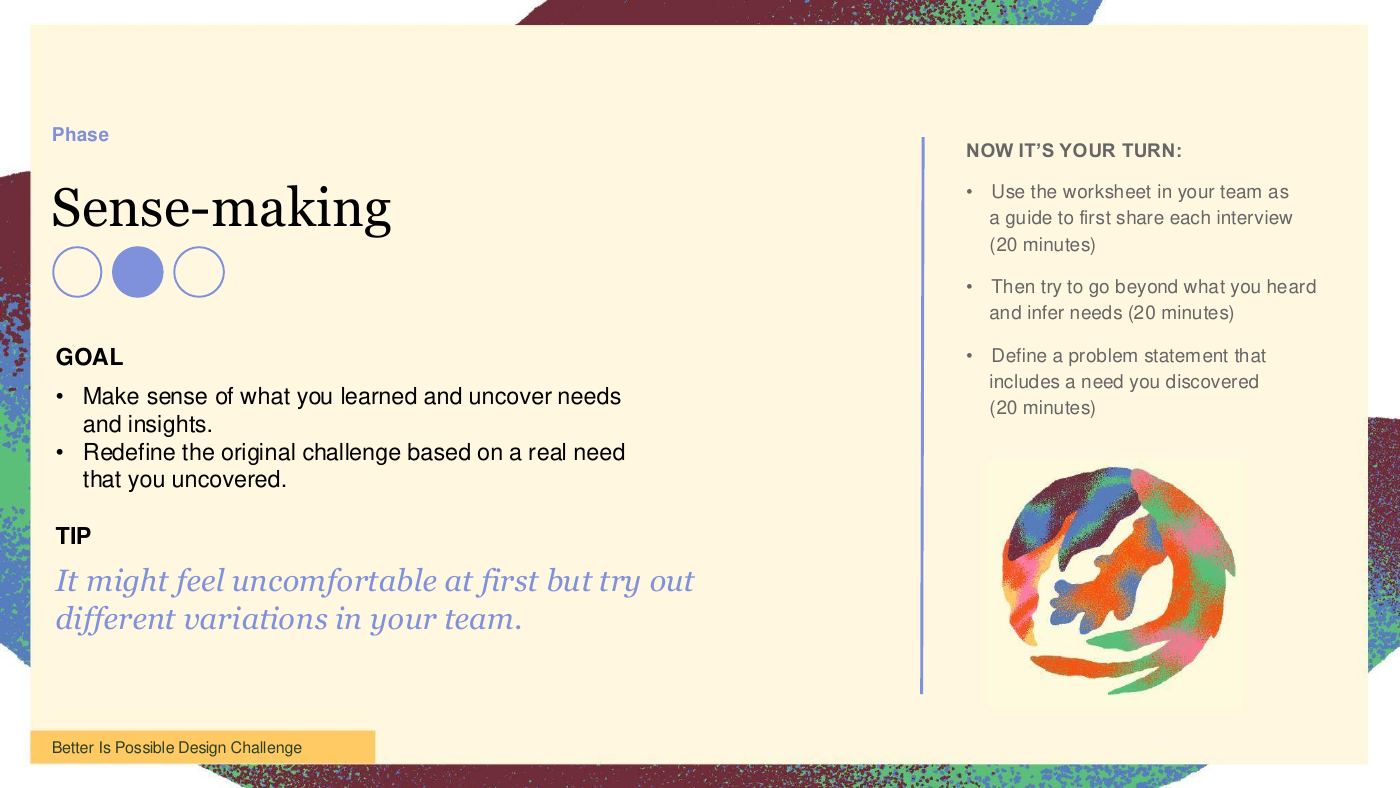 Phase
Sense-making
GOAL
• Make sense of what you learned and uncover needs
and insights.
• Redefine the original challenge based on a real need
that you uncovered.
TIP
It might feel uncomfortable at first but try out
different variations in your team.
NOW IT’S YOUR TURN:
• Use the worksheet in your team as
a guide to first share each interview
(20 minutes)
• Then try to go beyond what you heard
and infer needs (20 minutes)
• Define a problem statement that
includes a need you discovered
(20 minutes)
Better Is Possible Design Challenge